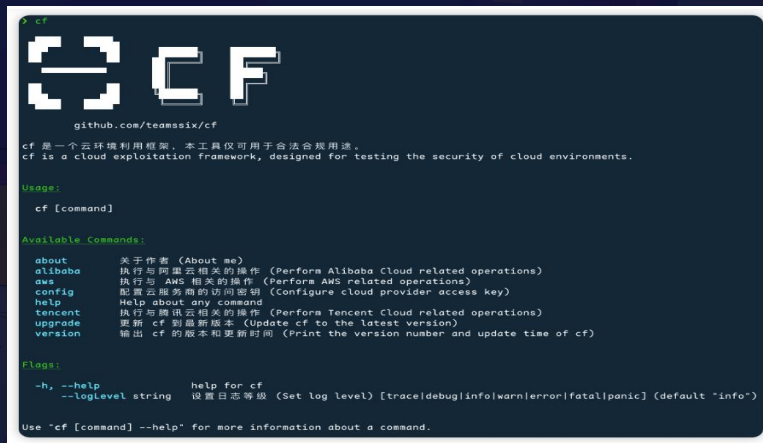 ❯ cf
CF
github.com/teamssix/cf
cf 是一个云环境利用框架，本工具仅可用于合法合规用途。
cf is a cloud exploitation framework, designed for testing the security of cloud environments.
Usage:
cf [command]
Available Commands:
about 关于作者 (About me)
alibaba 执行与阿里云相关的操作 (Perform Alibaba Cloud related operations)
aws 执行与 AWS 相关的操作 (Perform AWS related operations)
config 配置云服务商的访问密钥 (Configure cloud provider access key)
help Help about any command
tencent 执行与腾讯云相关的操作 (Perform Tencent Cloud related operations)
upgrade 更新 cf 到最新版本 (Update cf to the latest version)
version 输出 cf 的版本和更新时间 (Print the version number and update time of cf)
Flags:
-h, --help help for cf
--logLevel string 设置日志等级 (Set log level) [trace|debug|info|warn|error|fatal|panic] (default "info")
Use "cf [command] --help" for more information about a command.